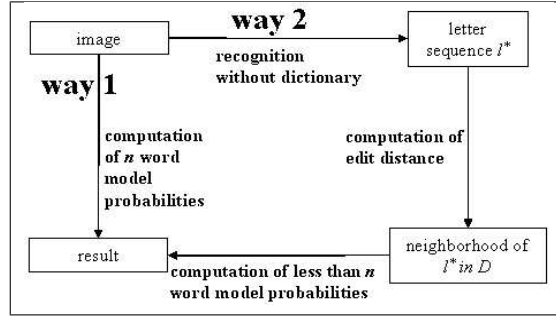 way 2
image
letter
sequence l*
recognition
without dictionary
way 1
computation
of n word
model
probabilities
computation of
edit distance
result
neighborhood of
l* in D
computation of less than n
word model probabilities